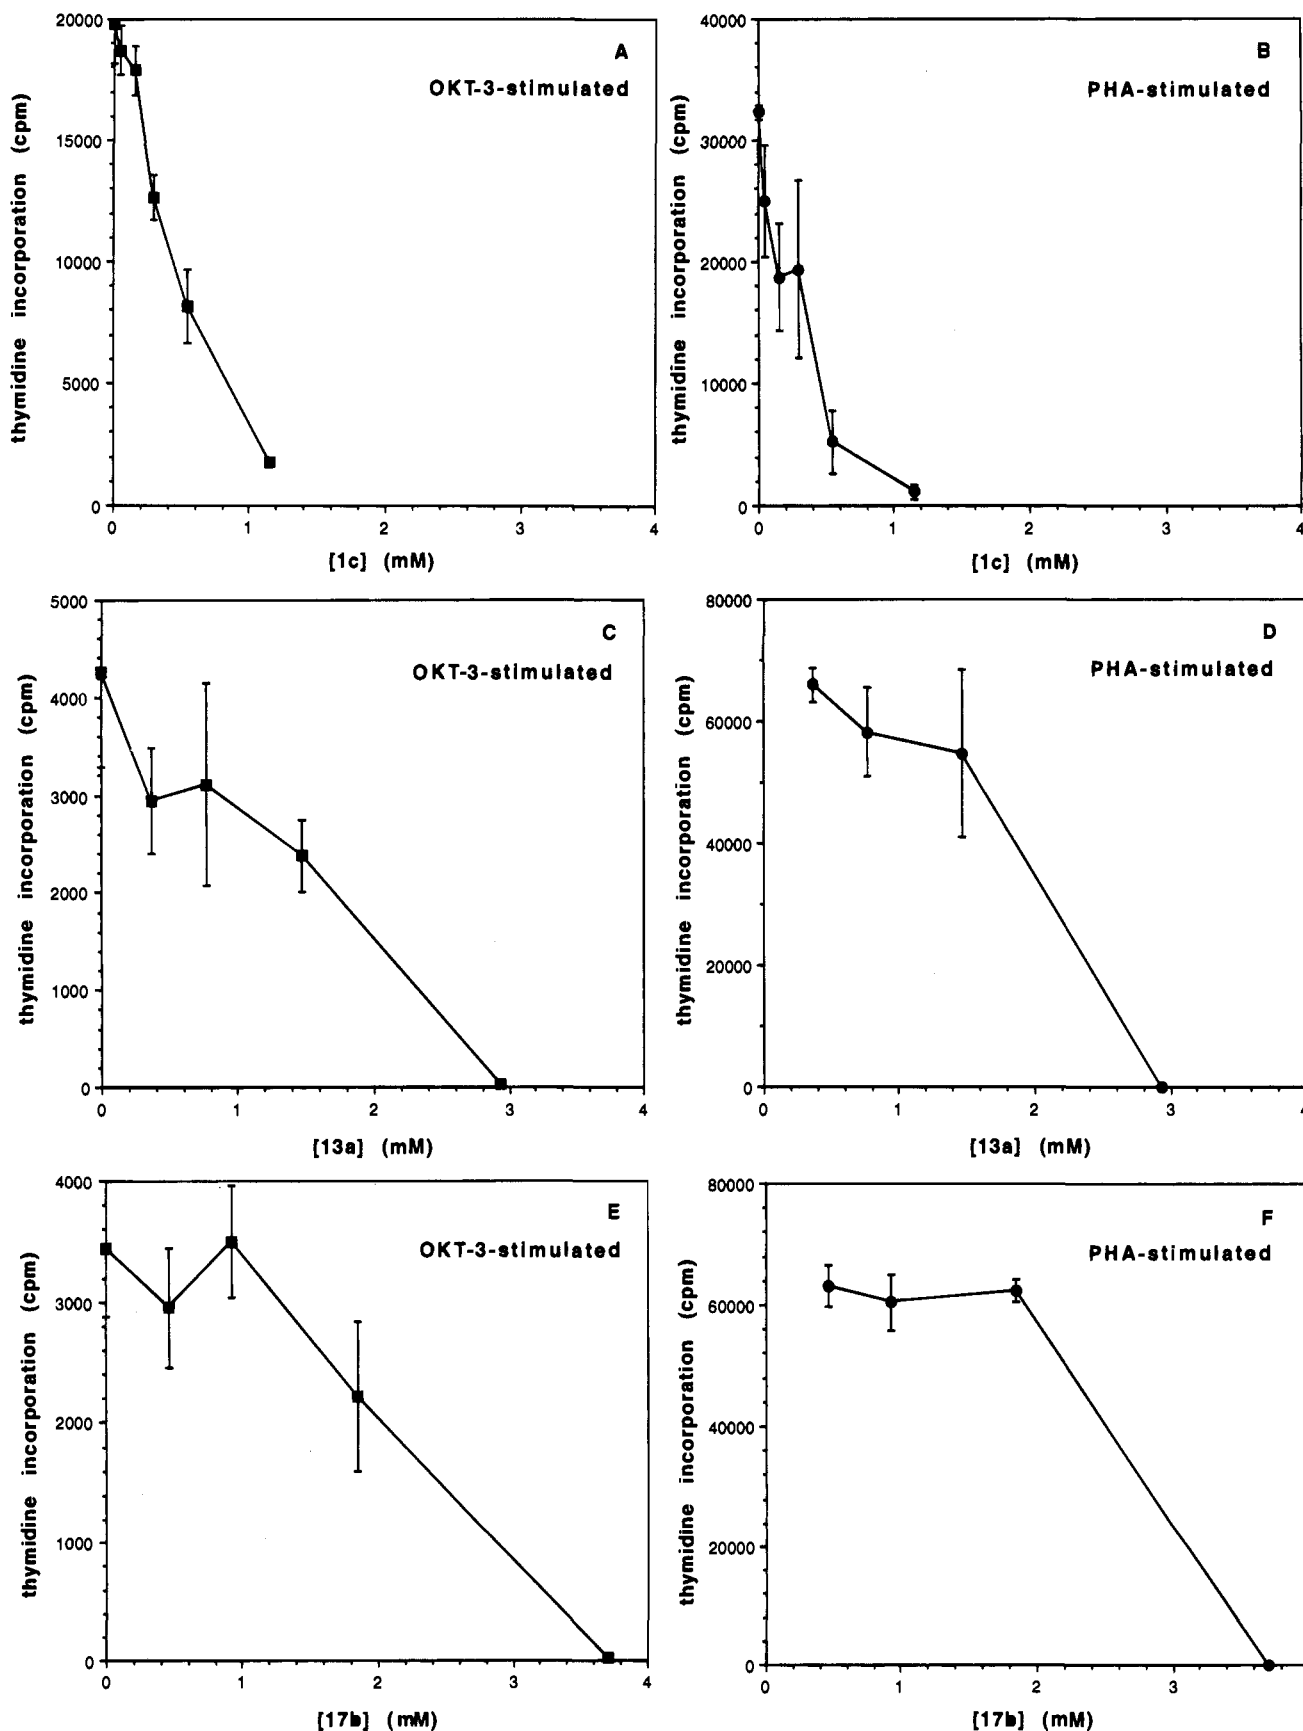 A
OKT-3-stimulated
thymidine incorporation (cpm)
20000
15000
10000
5000
0
0 1 2 3 4
[1c] (mM)
B
PHA-stimulated
thymidine incorporation (cpm)
40000
30000
20000
10000
0
0 1 2 3 4
[1c] (mM)
C
OKT-3-stimulated
thymidine incorporation (cpm)
5000
4000
3000
2000
1000
0
0 1 2 3 4
[13a] (mM)
D
PHA-stimulated
thymidine incorporation (cpm)
80000
60000
40000
20000
0
0 1 2 3 4
[13a] (mM)
E
OKT-3-stimulated
thymidine incorporation (cpm)
4000
3000
2000
1000
0
0 1 2 3 4
[17b] (mM)
F
PHA-stimulated
thymidine incorporation (cpm)
80000
60000
40000
20000
0
0 1 2 3
[17b] (mM)